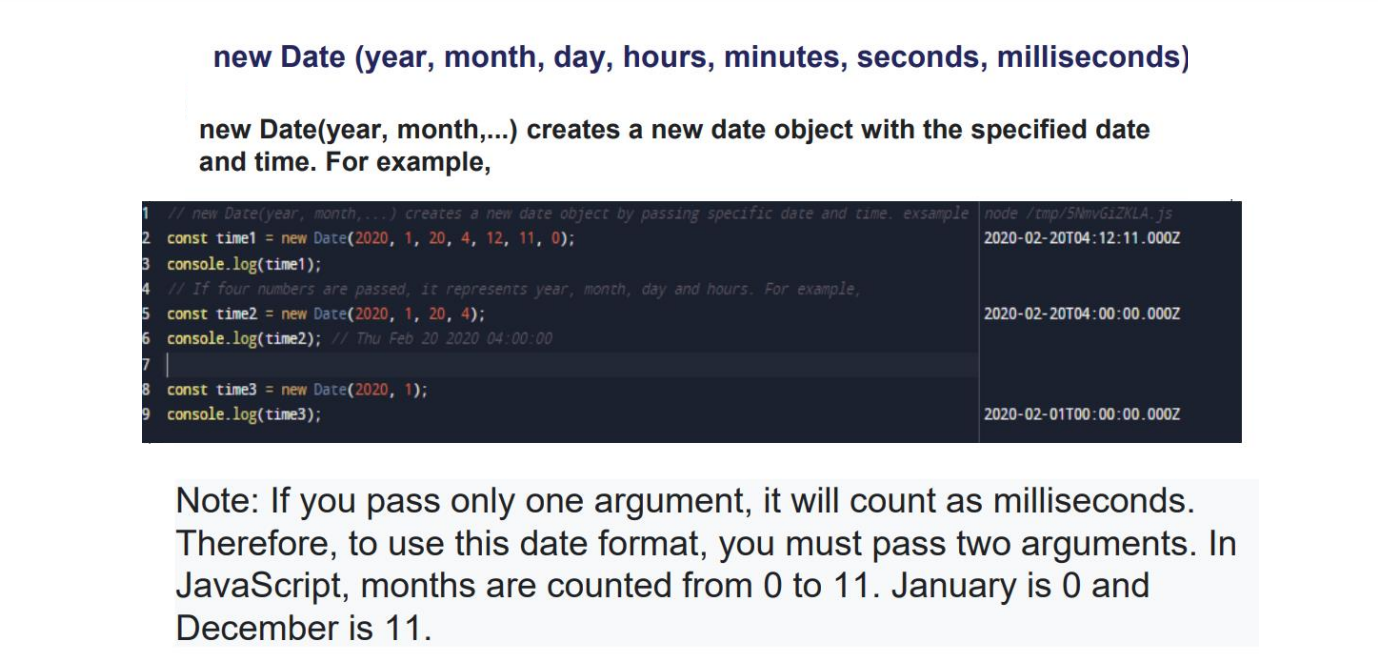 new Date (year, month, day, hours, minutes, seconds, milliseconds)
new Date(year, month,...) creates a new date object with the specified date
and time. For example,
1 // new Date(year, month,...) creates a new date object by passing specific date and time. exsample node /tmp/5NmvGiZKLA.js
2 const time1 = new Date(2020, 1, 20, 4, 12, 11, 0); 2020-02-20T04:12:11.000Z
3 console.log(time1);
4 // If four numbers are passed, it represents year, month, day and hours. For example,
5 const time2 = new Date(2020, 1, 20, 4); 2020-02-20T04:00:00.000Z
6 console.log(time2); // Thu Feb 20 2020 04:00:00
7
8 const time3 = new Date(2020, 1);
9 console.log(time3); 2020-02-01T00:00:00.000Z
Note: If you pass only one argument, it will count as milliseconds.
Therefore, to use this date format, you must pass two arguments. In
JavaScript, months are counted from 0 to 11. January is 0 and
December is 11.